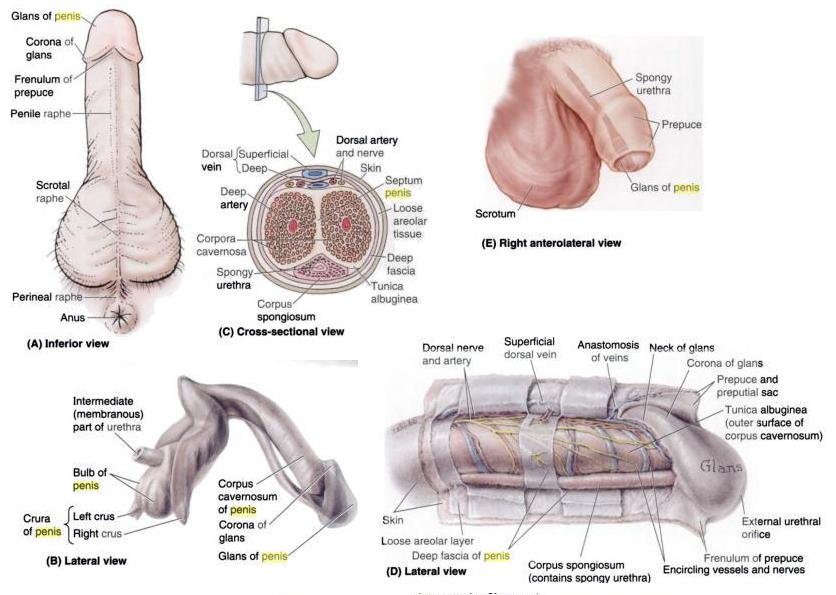 Glans of penis
Corona of
glans
Frenulum of
prepuce
Penile raphe
Scrotal
raphe
Perineal raphe
Anus
(A) Inferior view
Dorsal
vein
Superficial
Deep
Dorsal artery
and nerve
Skin
Septum
penis
Deep
artery
Loose
areolar
tissue
Corpora
cavernosa
Deep
fascia
Spongy
urethra
Tunica
albuginea
Corpus
spongiosum
(C) Cross-sectional view
Spongy
urethra
Prepuce
Glans of penis
Scrotum
(E) Right anterolateral view
Intermediate
(membranous)
part of urethra
Bulb of
penis
Crura
of penis
Left crus
Right crus
Corpus
cavernosum
of penis
Corona of
glans
Glans of penis
(B) Lateral view
Dorsal nerve
and artery
Superficial
dorsal vein
Anastomosis
of veins
Neck of glans
Corona of glans
Prepuce and
preputial sac
Tunica albuginea
(outer surface of
corpus cavernosum)
Glans
Skin
External urethral
orifice
Loose areolar layer
Deep fascia of penis
Frenulum of prepuce
Corpus spongiosum
(contains spongy urethra)
Encircling vessels and nerves
(D) Lateral view